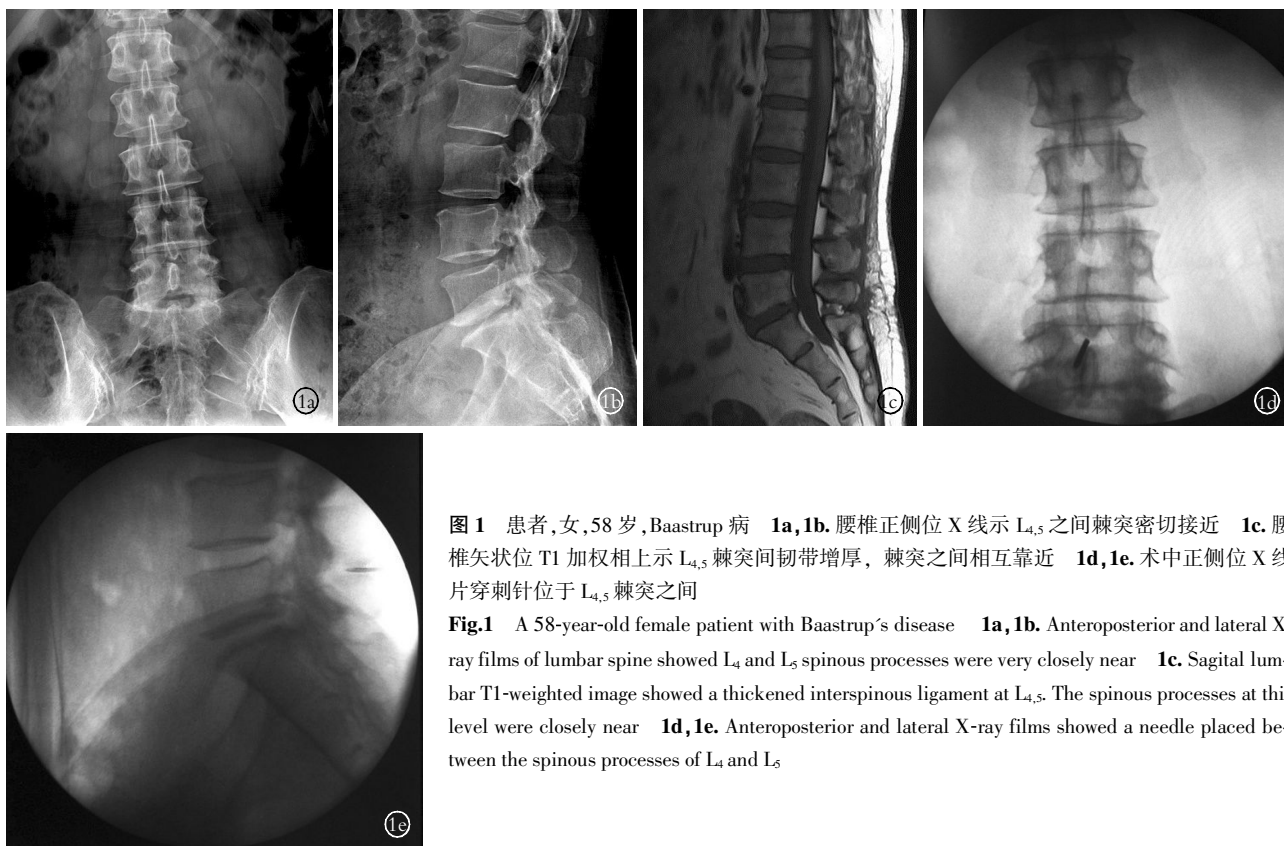 1a
1b
1c
1d
1e
图 1 患者,女,58 岁,Baastrup 病 1a,1b. 腰椎正侧位 X 线示 L4,5 之间棘突密切接近 1c. 腰
椎矢状位 T1 加权相上示 L4,5 棘突间韧带增厚，棘突之间相互靠近 1d,1e. 术中正侧位 X 线
片穿刺针位于 L4,5 棘突之间
Fig.1 A 58-year-old female patient with Baastrup′s disease 1a,1b. Anteroposterior and lateral X-
ray films of lumbar spine showed L4 and L5 spinous processes were very closely near 1c. Sagital lum-
bar T1-weighted image showed a thickened interspinous ligament at L4,5. The spinous processes at thi
level were closely near 1d,1e. Anteroposterior and lateral X-ray films showed a needle placed be-
tween the spinous processes of L4 and L5